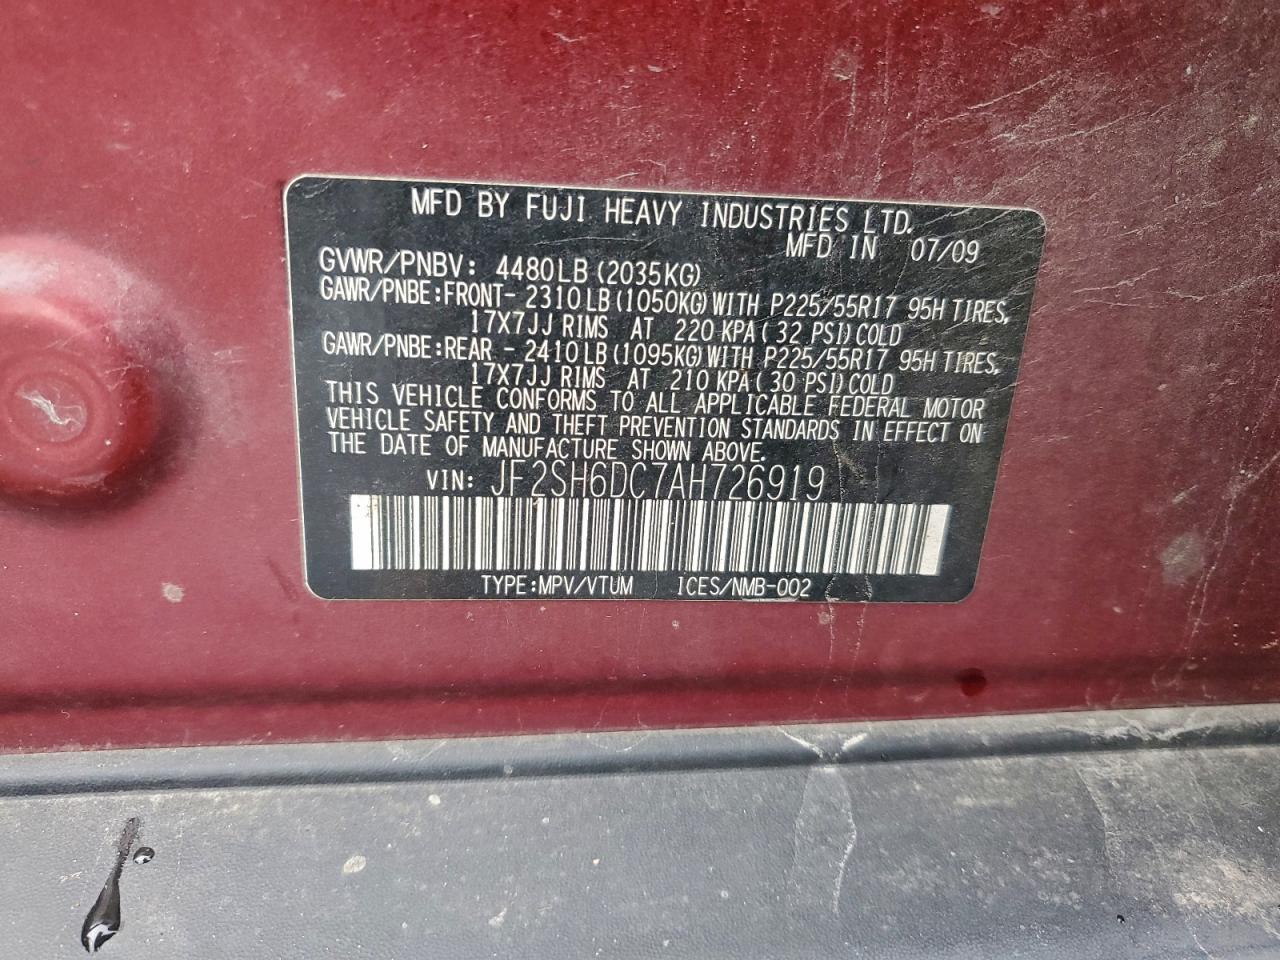 MFD BY FUJI HEAVY INDUSTRIES LTD.
MFD IN 07/09
GVWR/PNBV: 4480LB (2035KG)
GAWR/PNBE:FRONT- 2310LB(1050KG)WITH P225/55R17 95H TIRES,
17X7JJ RIMS AT 220 KPA(32 PSI)COLD
GAWR/PNBE:REAR - 2410LB(1095KG)WITH P225/55R17 95H TIRES,
17X7JJ RIMS AT 210 KPA(30 PSI)COLD
THIS VEHICLE CONFORMS TO ALL APPLICABLE FEDERAL MOTOR
VEHICLE SAFETY AND THEFT PREVENTION STANDARDS IN EFFECT ON
THE DATE OF MANUFACTURE SHOWN ABOVE.
VIN: JF2SH6DC7AH726919
TYPE:MPV/VTUM ICES/NMB-002